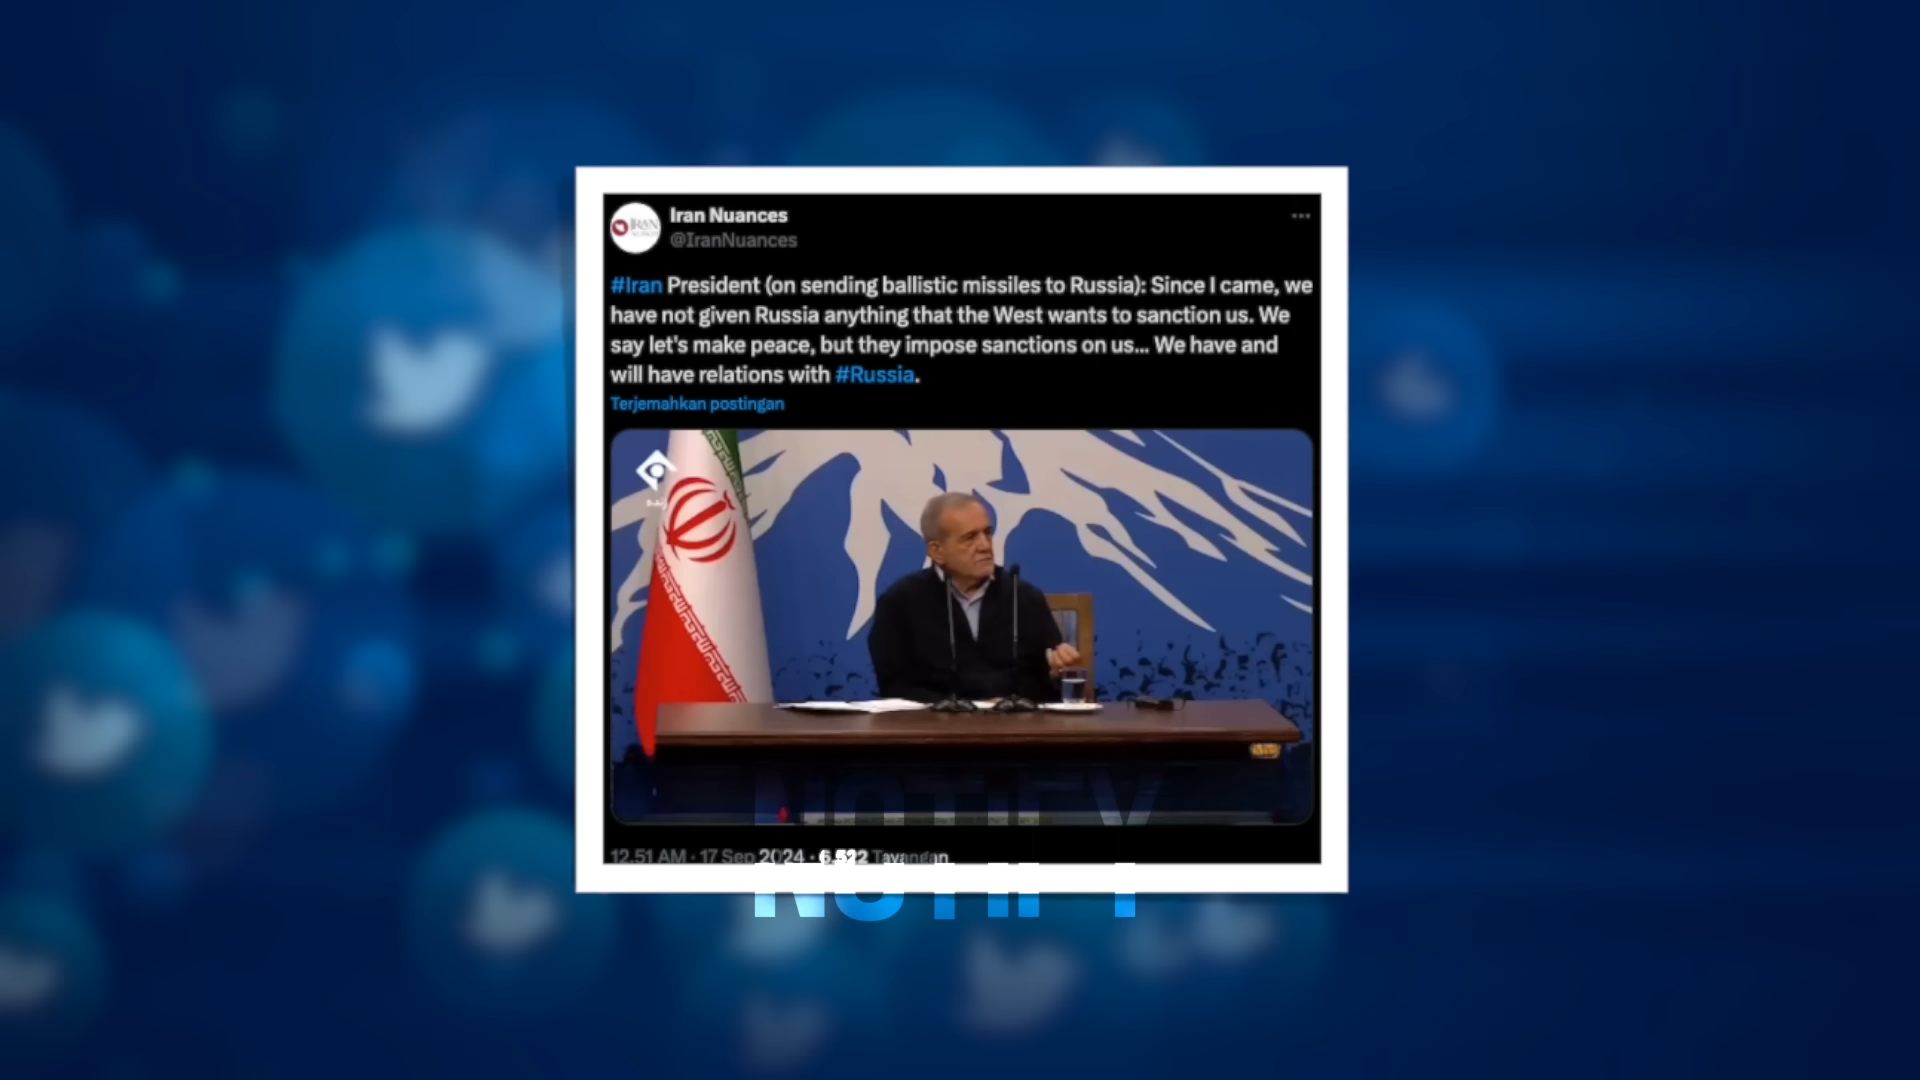 Iran Nuances
@IranNuances
#Iran President (on sending ballistic missiles to Russia): Since I came, we
have not given Russia anything that the West wants to sanction us. We
say let's make peace, but they impose sanctions on us... We have and
will have relations with #Russia.
Terjemahkan postingan
12.51 AM · 17 Sep 2024 · 6.522 Tayangan
NOTIFY